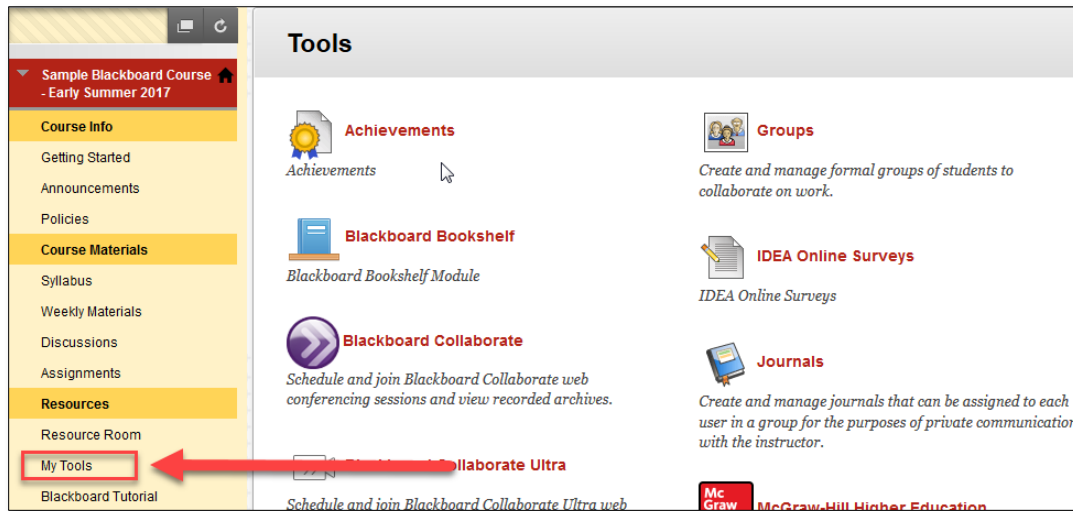 Sample Blackboard Course
- Early Summer 2017
Course Info
Getting Started
Announcements
Policies
Course Materials
Syllabus
Weekly Materials
Discussions
Assignments
Resources
Resource Room
My Tools
Blackboard Tutorial
Tools
Achievements
Achievements
Blackboard Bookshelf
Blackboard Bookshelf Module
Blackboard Collaborate
Schedule and join Blackboard Collaborate web
conferencing sessions and view recorded archives.
Collaborate Ultra
Schedule and join Blackboard Collaborate Ultra web
Groups
Create and manage formal groups of students to
collaborate on work.
IDEA Online Surveys
IDEA Online Surveys
Journals
Create and manage journals that can be assigned to each
user in a group for the purposes of private communication
with the instructor.
Mc
Graw
McGraw-Hill Higher Education